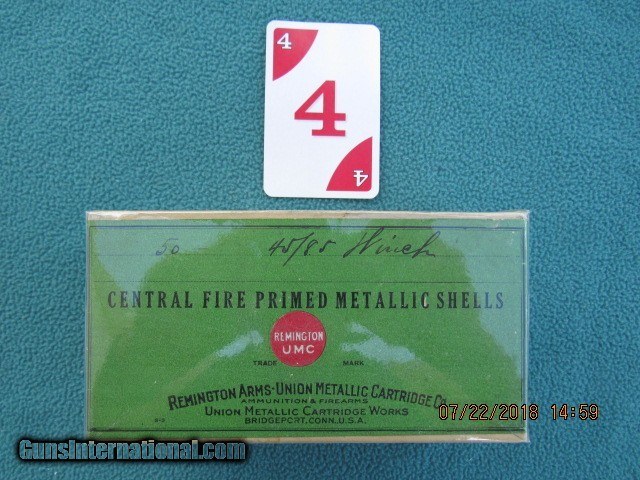 4
4
4
50 45/85 Winch
CENTRAL FIRE PRIMED METALLIC SHELLS
REMINGTON
UMC
TRADE MARK
REMINGTON ARMS-UNION METALLIC CARTRIDGE Co.
AMMUNITION & FIREARMS
UNION METALLIC CARTRIDGE WORKS
BRIDGEPORT, CONN. U.S.A.
07/22/2018 14:59
GunsInternational.com